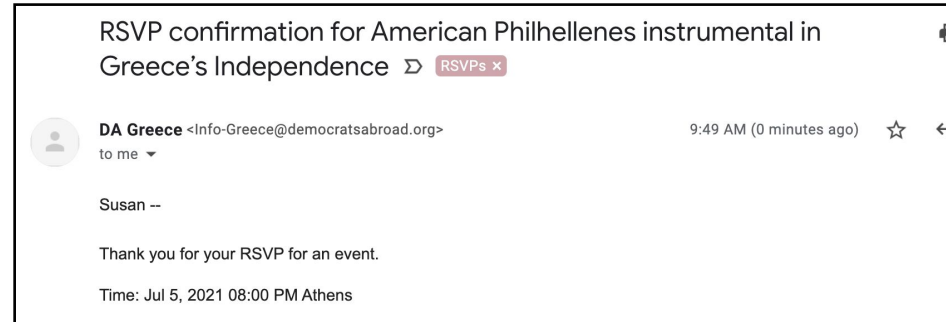 RSVP confirmation for American Philhellenes instrumental in
Greece's Independence RSVPs ×
DA Greece <Info-Greece@democratsabroad.org> 9:49 AM (0 minutes ago)
to me
Susan --
Thank you for your RSVP for an event.
Time: Jul 5, 2021 08:00 PM Athens